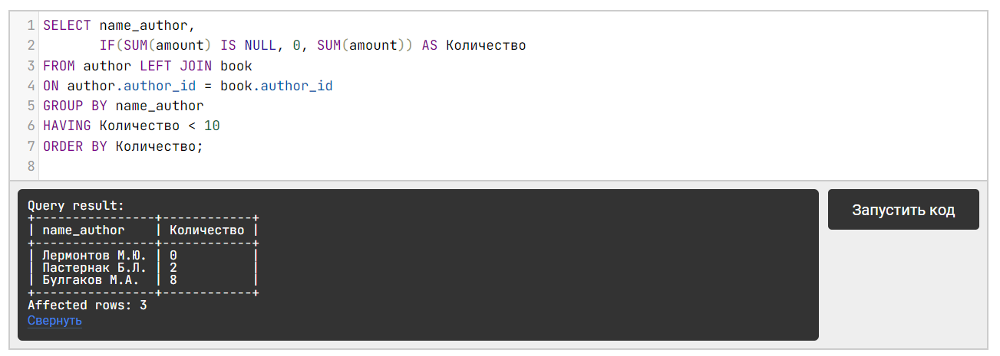 1 SELECT name_author,
2        IF(SUM(amount) IS NULL, 0, SUM(amount)) AS Количество
3 FROM author LEFT JOIN book
4 ON author.author_id = book.author_id
5 GROUP BY name_author
6 HAVING Количество < 10
7 ORDER BY Количество;
8
Query result:
+----------------+------------+
| name_author    | Количество |
+----------------+------------+
| Лермонтов М.Ю. | 0          |
| Пастернак Б.Л. | 2          |
| Булгаков М.А.  | 8          |
+----------------+------------+
Affected rows: 3
Свернуть
Запустить код